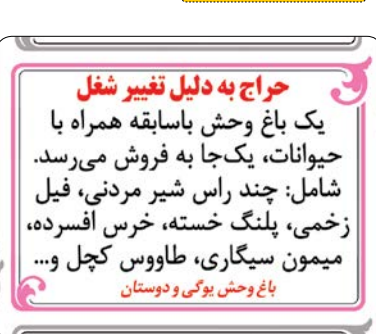 حراج به دلیل تغییر شغل
یک باغ وحش باسابقه همراه با
حیوانات، یک‌جا به فروش می‌رسد.
شامل: چند راس شیر مردنی، فیل
زخمی، پلنگ خسته، خرس افسرده،
میمون سیگاری، طاووس کچل و...
باغ وحش یوگی و دوستان